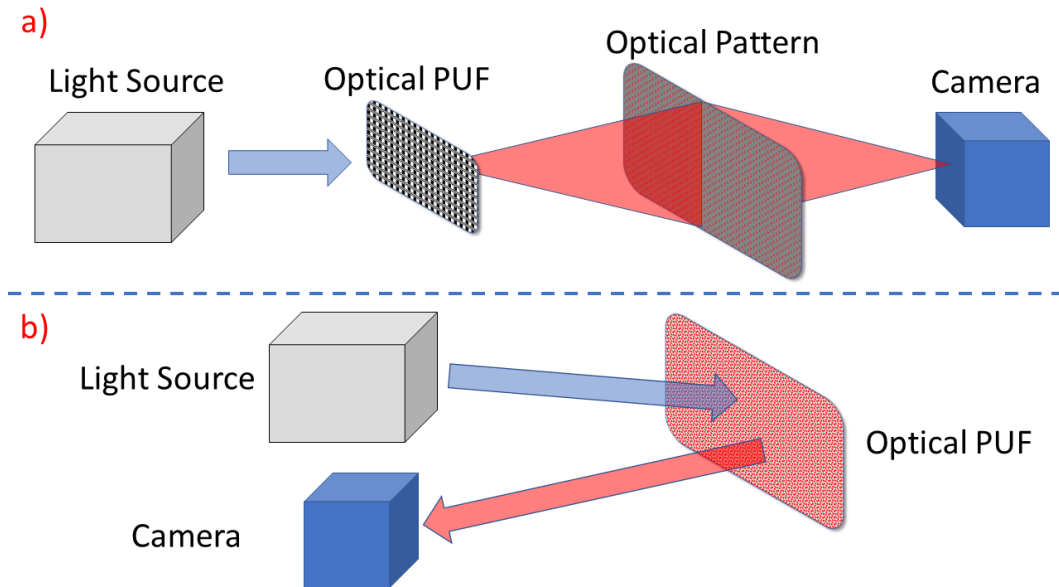 a)
Light Source
Optical PUF
Optical Pattern
Camera
b)
Light Source
Optical PUF
Camera